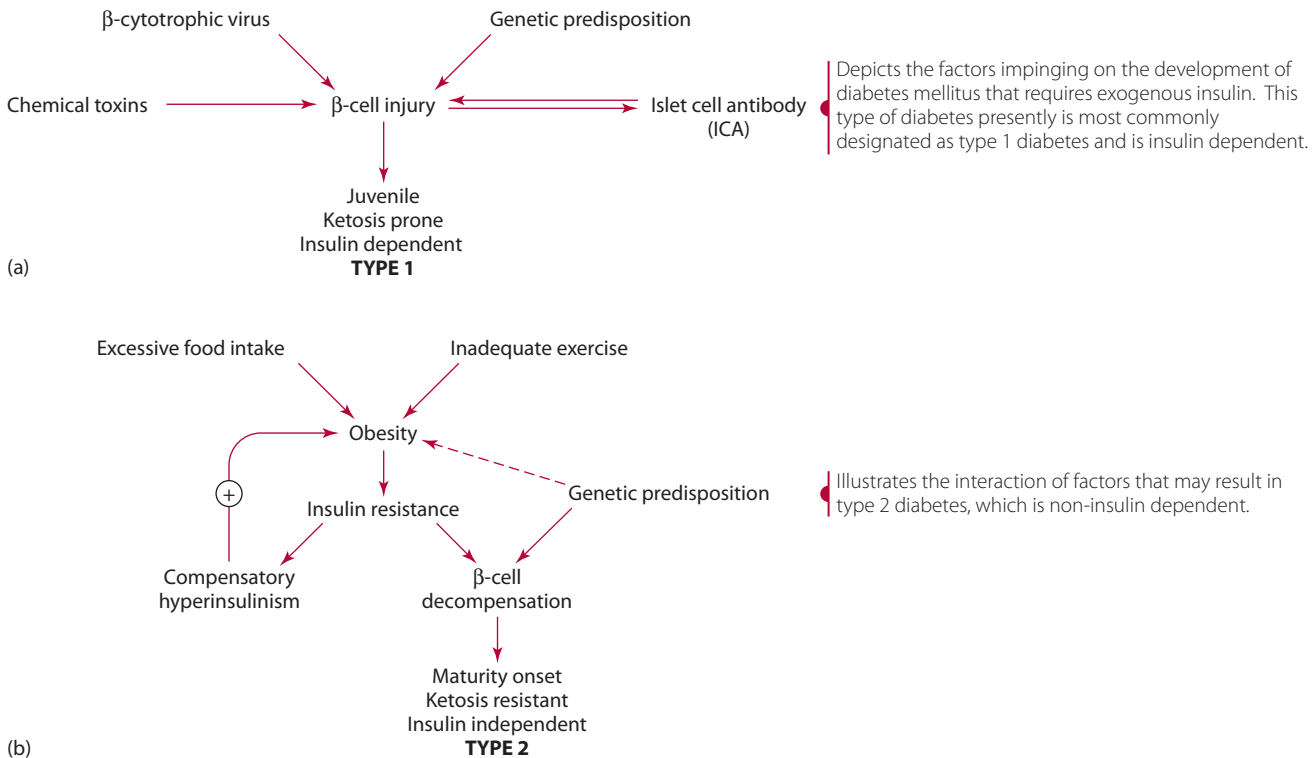 β-cytotrophic virus
Genetic predisposition
Chemical toxins
β-cell injury
Islet cell antibody
(ICA)
Depicts the factors impinging on the development of
diabetes mellitus that requires exogenous insulin. This
type of diabetes presently is most commonly
designated as type 1 diabetes and is insulin dependent.
Juvenile
Ketosis prone
Insulin dependent
TYPE 1
(a)
Excessive food intake
Inadequate exercise
Obesity
+
Insulin resistance
Genetic predisposition
Illustrates the interaction of factors that may result in
type 2 diabetes, which is non-insulin dependent.
Compensatory
hyperinsulinism
β-cell
decompensation
Maturity onset
Ketosis resistant
Insulin independent
TYPE 2
(b)